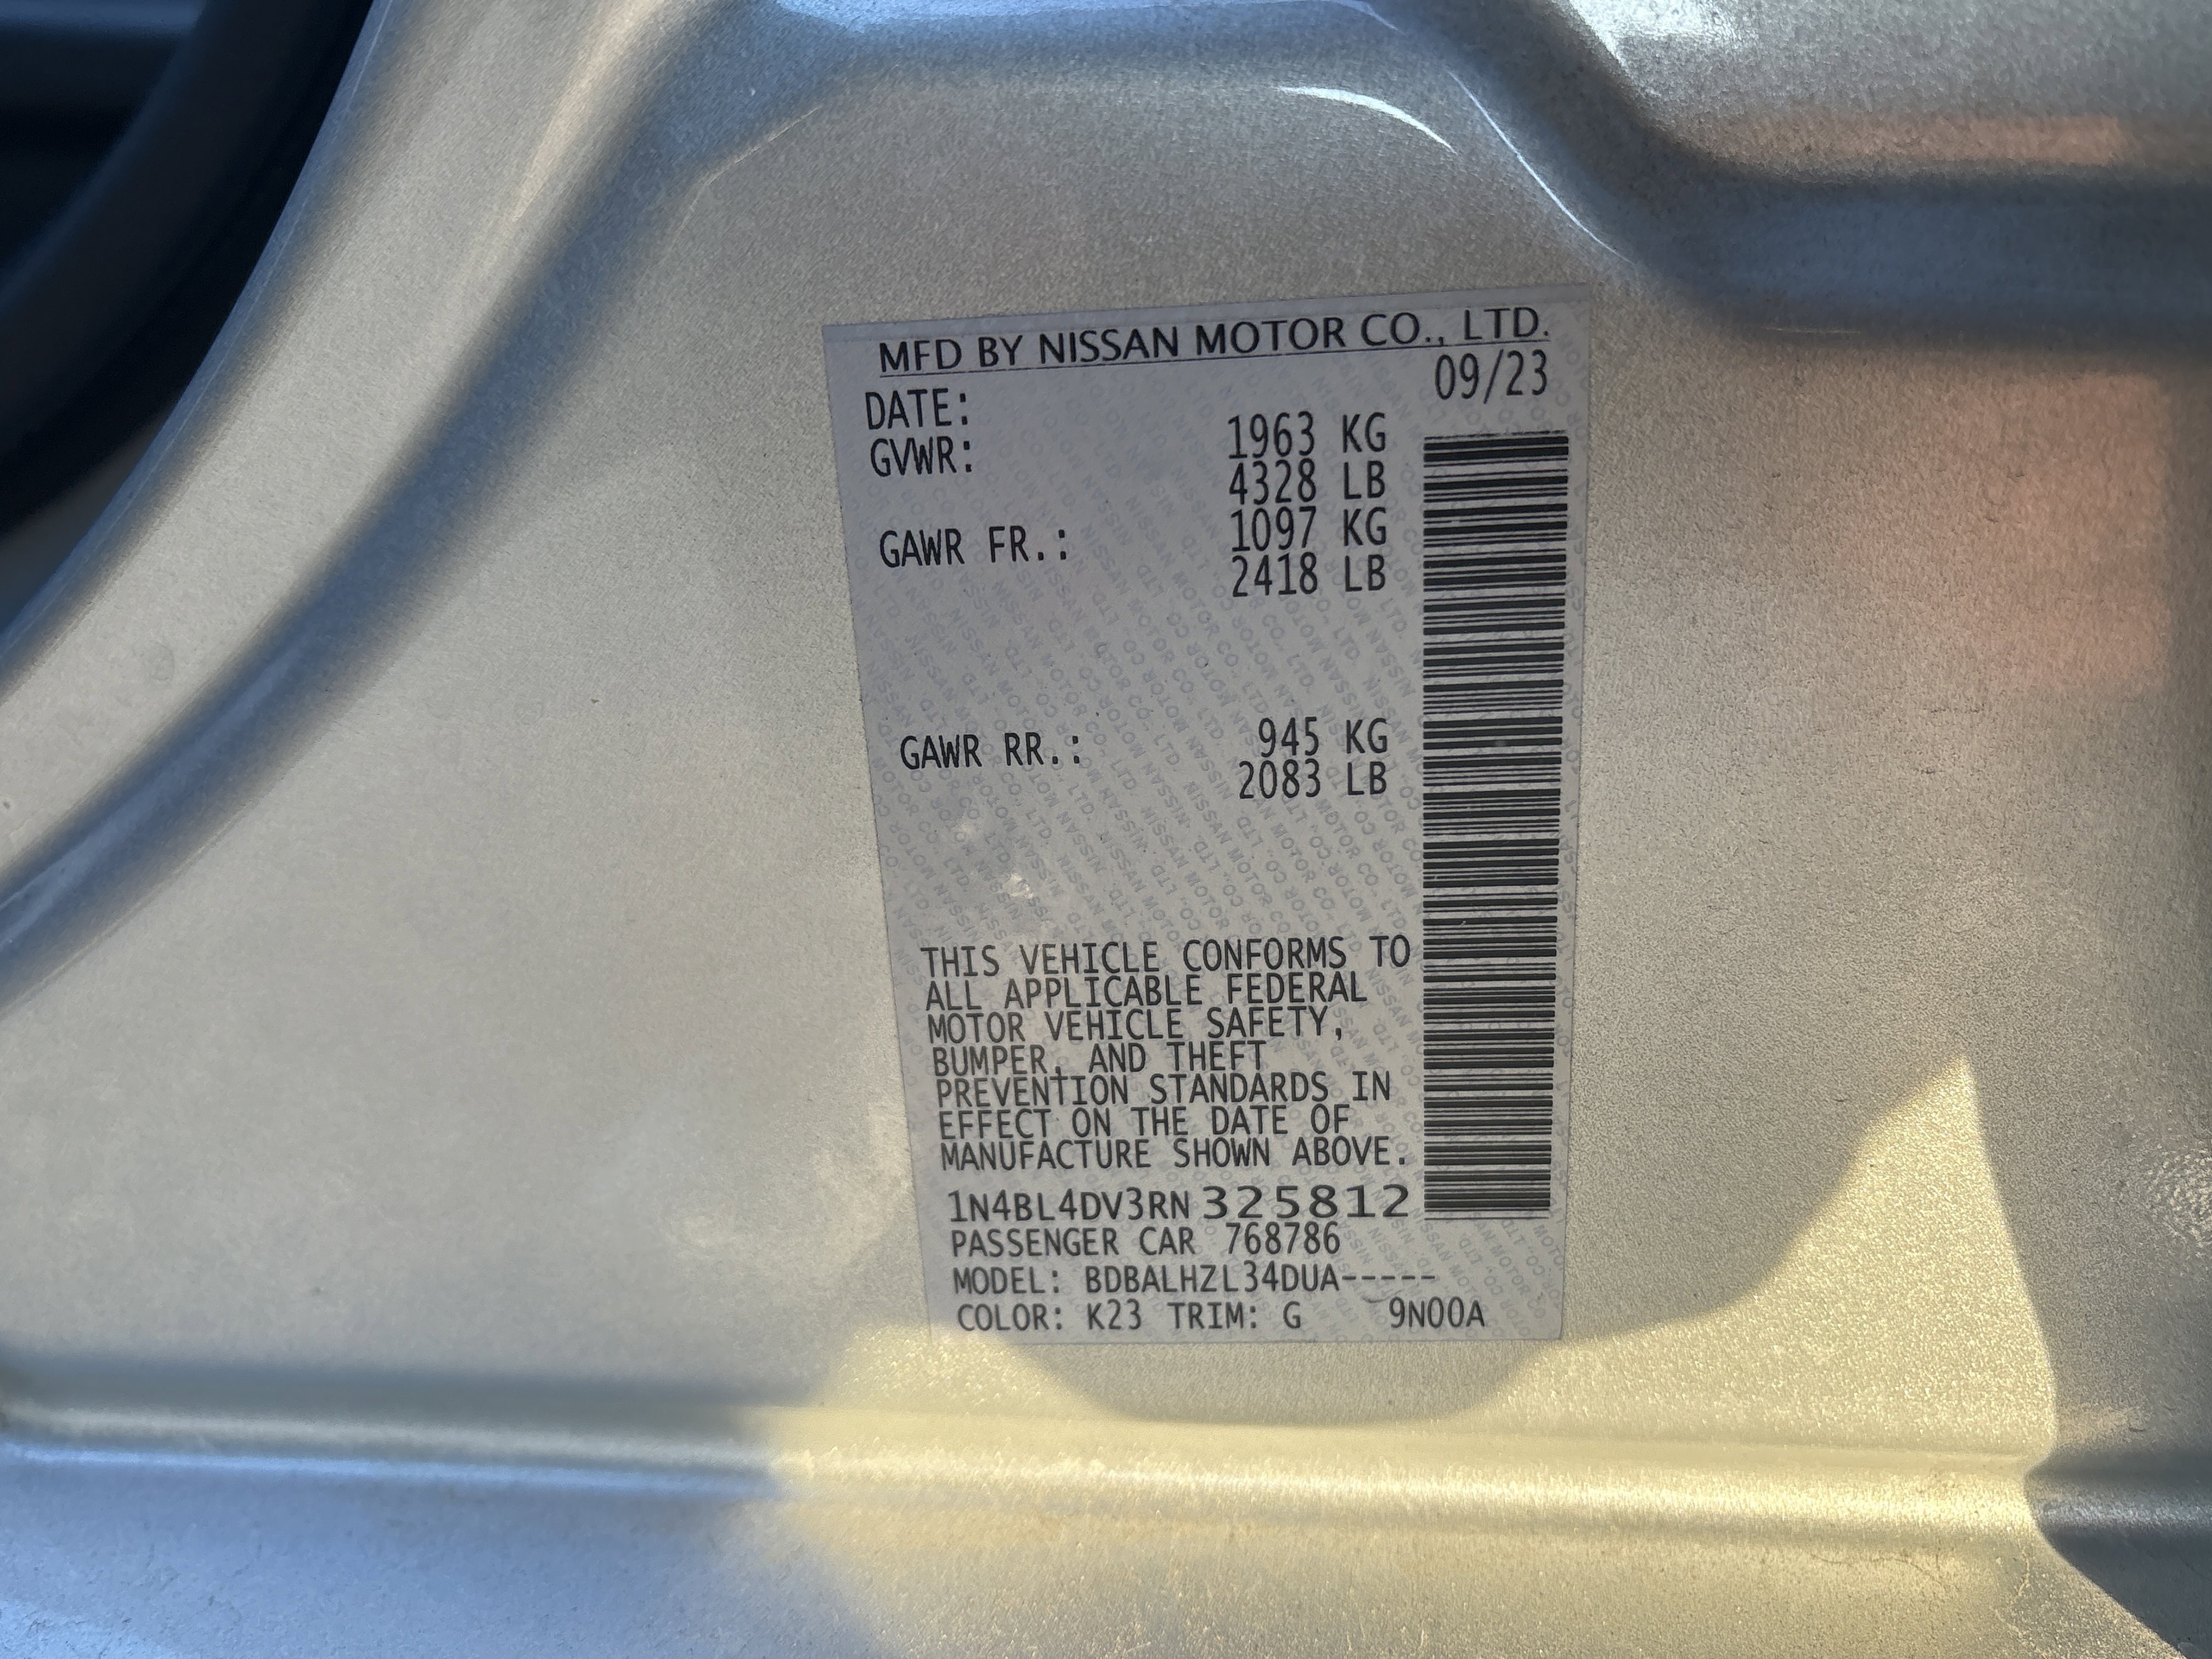 MFD BY NISSAN MOTOR CO., LTD.
DATE: 09/23
GVWR: 1963 KG
4328 LB
GAWR FR.: 1097 KG
2418 LB
GAWR RR.: 945 KG
2083 LB
THIS VEHICLE CONFORMS TO
ALL APPLICABLE FEDERAL
MOTOR VEHICLE SAFETY,
BUMPER, AND THEFT
PREVENTION STANDARDS IN
EFFECT ON THE DATE OF
MANUFACTURE SHOWN ABOVE.
1N4BL4DV3RN 325812
PASSENGER CAR 768786
MODEL: BDBALHZL34DUA-----
COLOR: K23 TRIM: G 9N00A